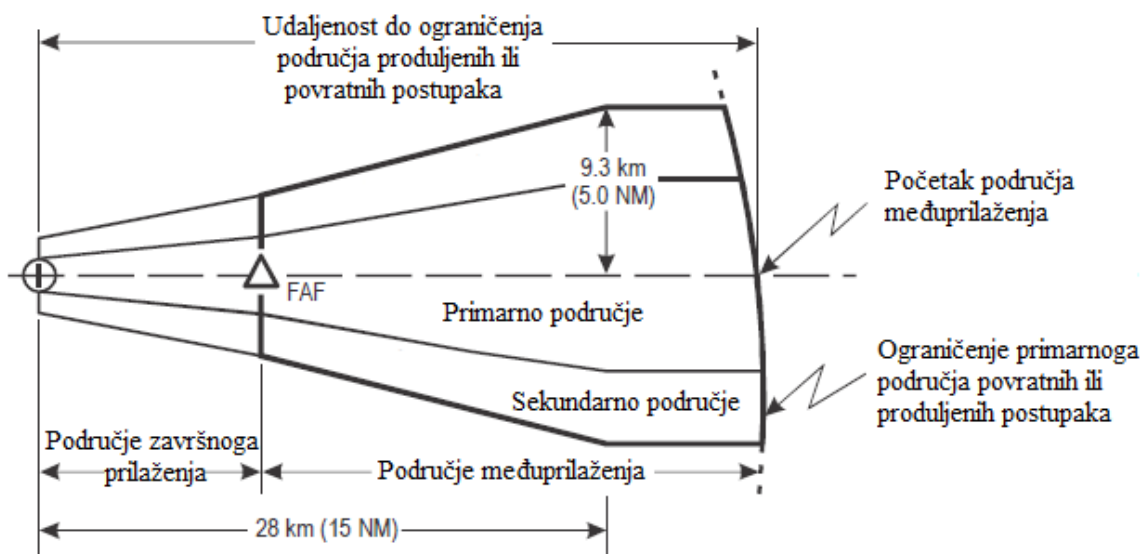 Udaljenost do ograničenja
područja produljenih ili
povratnih postupaka
9.3 km
(5.0 NM)
Početak područja
međuprilaženja
FAF
Primarno područje
Ograničenje primarnoga
područja povratnih ili
produljenih postupaka
Sekundarno područje
Područje završnoga
prilaženja
Područje međuprilaženja
28 km (15 NM)